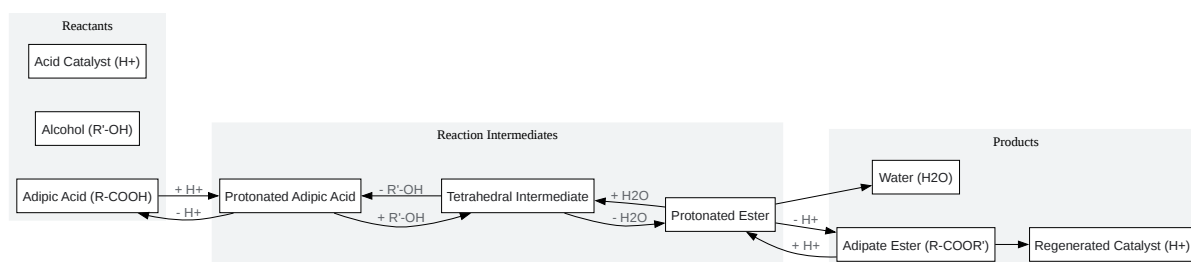 Reactants
Acid Catalyst (H+)
Alcohol (R'-OH)
Adipic Acid (R-COOH)
+ H+
- H+
Reaction Intermediates
Protonated Adipic Acid
- R'-OH
+ R'-OH
Tetrahedral Intermediate
+ H2O
- H2O
Protonated Ester
- H+
+ H+
Products
Water (H2O)
Adipate Ester (R-COOR')
Regenerated Catalyst (H+)